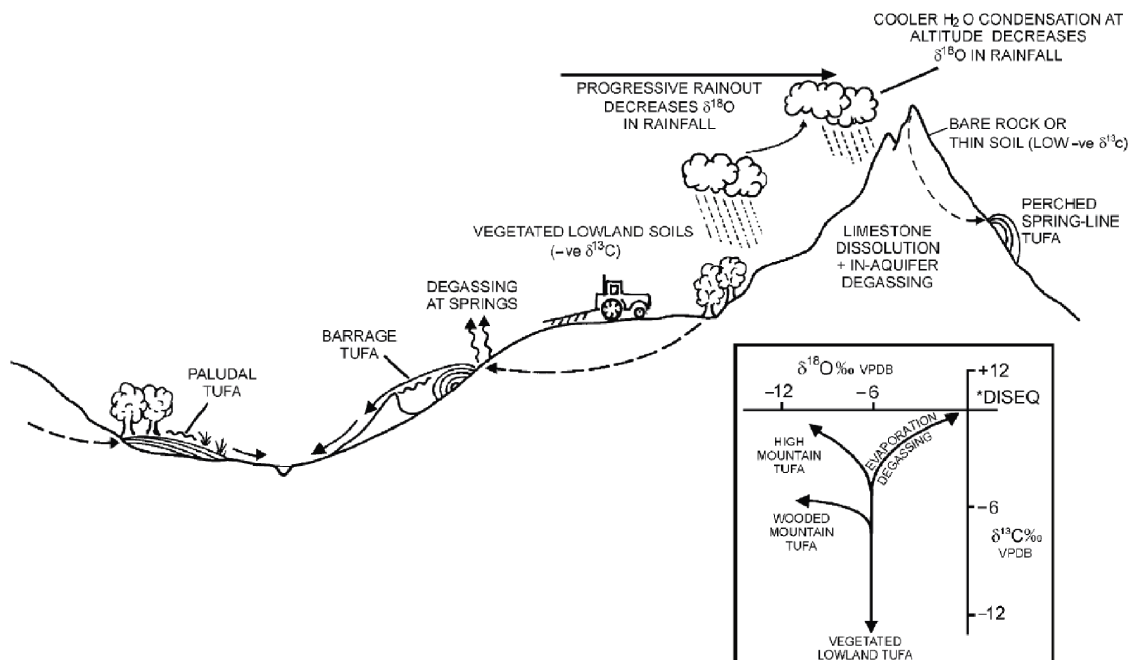 COOLER H₂O CONDENSATION AT
ALTITUDE DECREASES
δ¹⁸O IN RAINFALL
PROGRESSIVE RAINOUT
DECREASES δ¹⁸O
IN RAINFALL
BARE ROCK OR
THIN SOIL (LOW –ve δ¹³c)
PERCHED
SPRING-LINE
TUFA
VEGETATED LOWLAND SOILS
(–ve δ¹³C)
LIMESTONE
DISSOLUTION
+ IN-AQUIFER
DEGASSING
DEGASSING
AT SPRINGS
BARRAGE
TUFA
PALUDAL
TUFA
δ¹⁸O‰ VPDB
–12
–6
+12
*DISEQ
HIGH
MOUNTAIN
TUFA
EVAPORATION
DEGASSING
WOODED
MOUNTAIN
TUFA
–6
δ¹³C‰
VPDB
–12
VEGETATED
LOWLAND TUFA